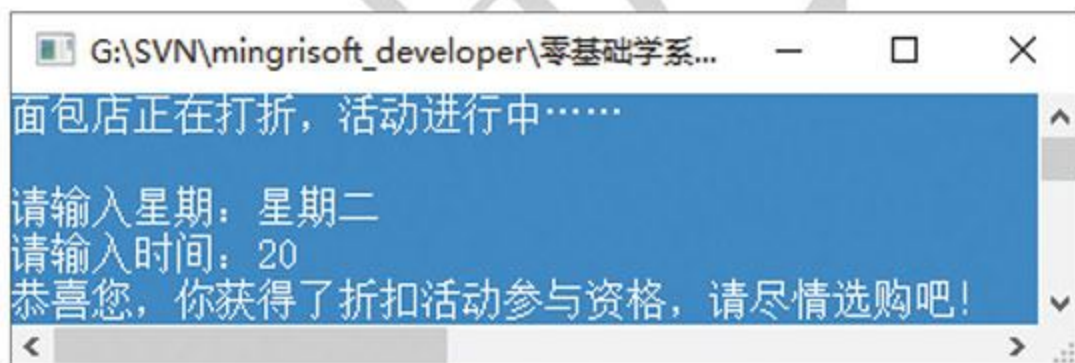 G:\SVN\mingrisoft_developer\零基础学系...
面包店正在打折，活动进行中……
请输入星期：星期二
请输入时间：20
恭喜您，你获得了折扣活动参与资格，请尽情选购吧！